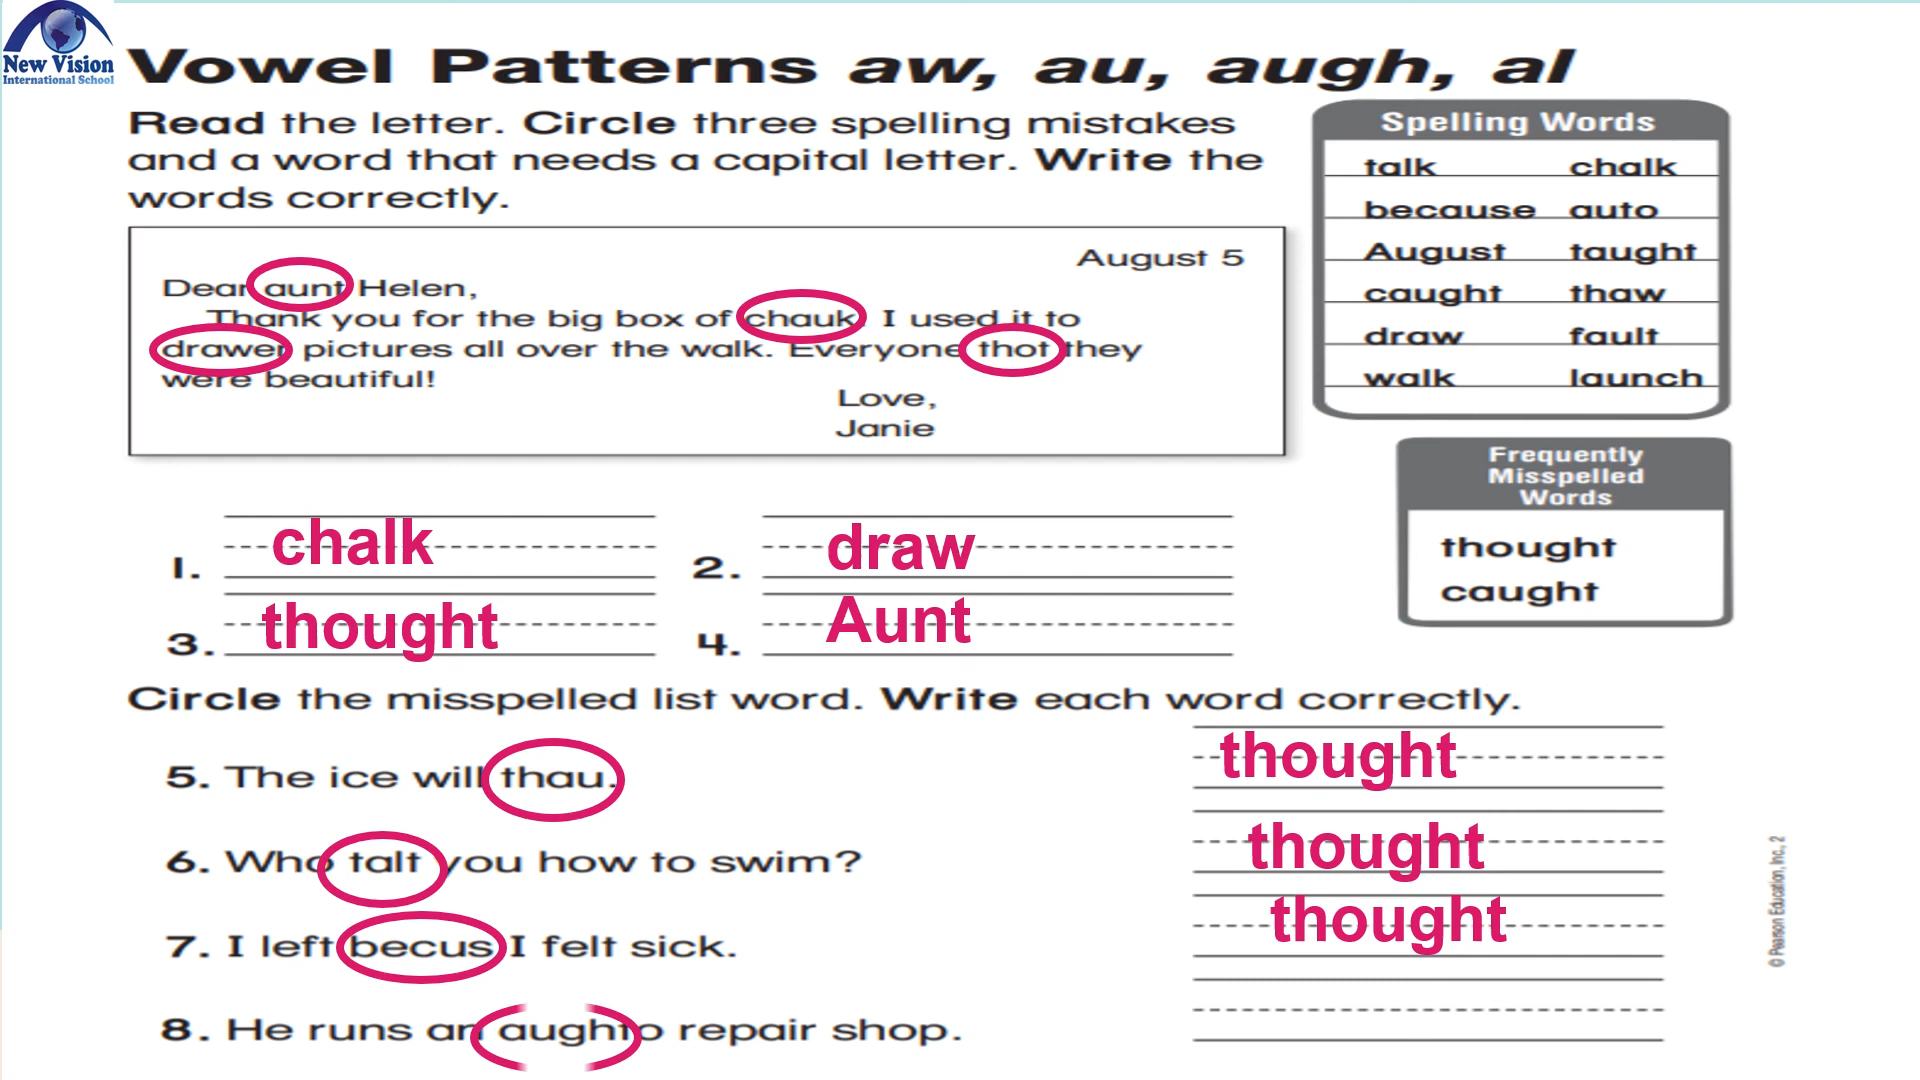 New Vision
International School
Vowel Patterns aw, au, augh, al
Read the letter. Circle three spelling mistakes
and a word that needs a capital letter. Write the
words correctly.
August 5
Dear aunt Helen,
Thank you for the big box of chauk. I used it to
drawer pictures all over the walk. Everyone thot they
were beautiful!
Love,
Janie
Spelling Words
talk chalk
because auto
August taught
caught thaw
draw fault
walk launch
Frequently
Misspelled
Words
thought
caught
1. chalk 2. draw
3. thought 4. Aunt
Circle the misspelled list word. Write each word correctly.
5. The ice will thau. thought
6. Who talt you how to swim? thought
7. I left becus I felt sick. thought
8. He runs an aughto repair shop.
© Pearson Education, Inc., 2